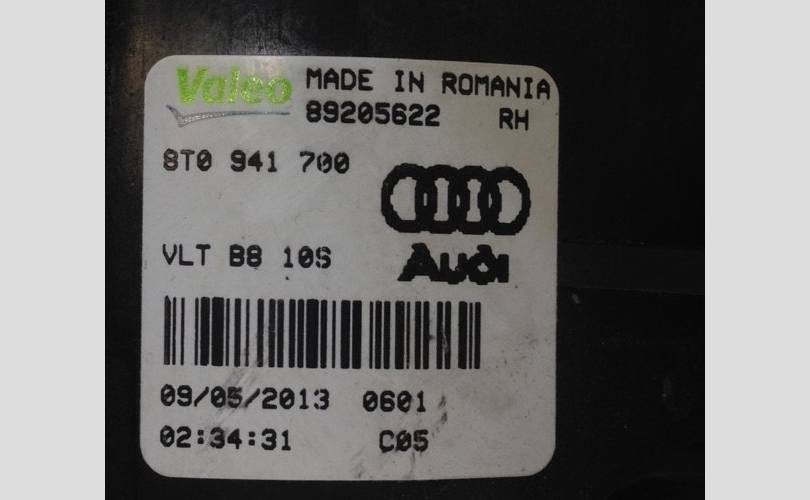 Valeo MADE IN ROMANIA
89205622 RH
8T0 941 700
Audi
VLT B8 10S
09/05/2013 0601
02:34:31 C05